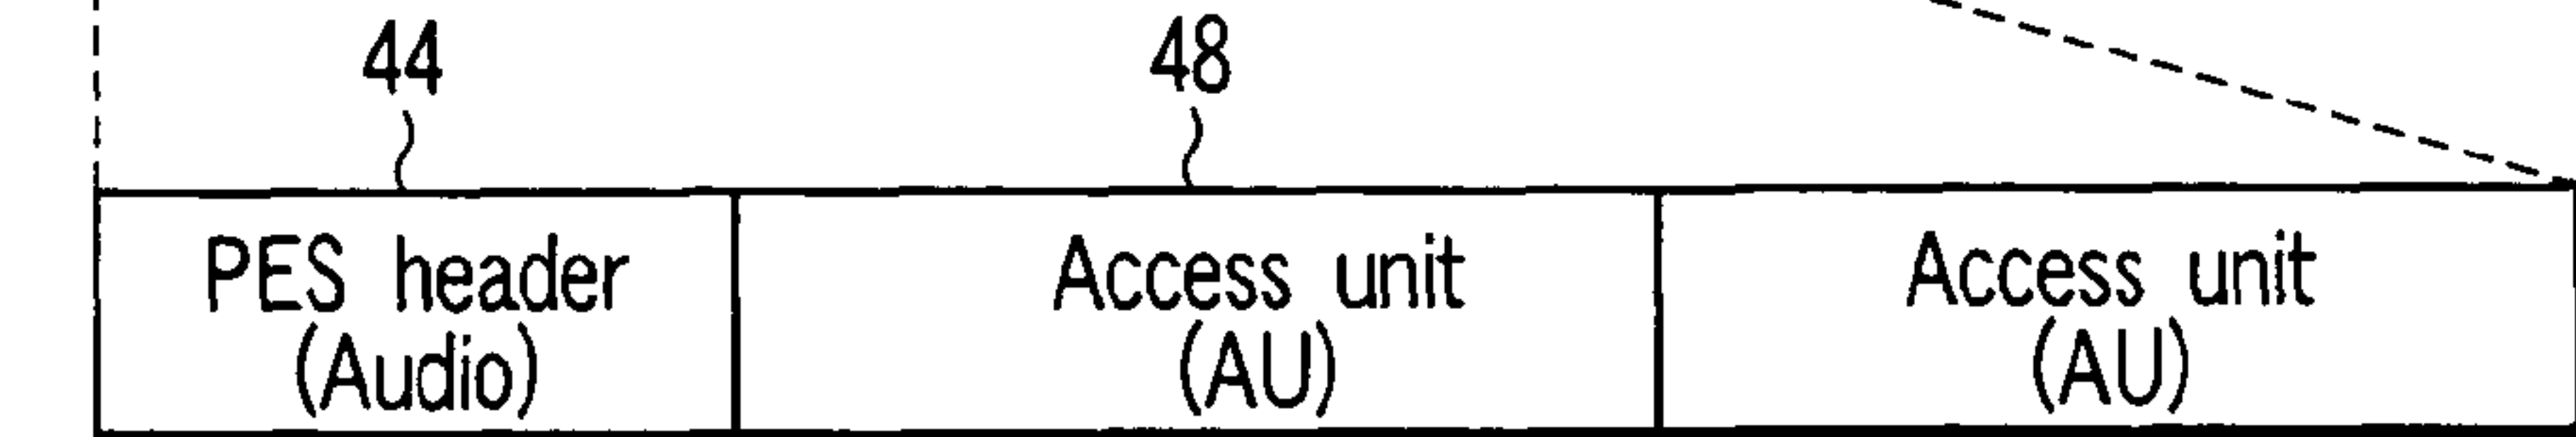 44
48
PES header
(Audio)
Access unit
(AU)
Access unit
(AU)